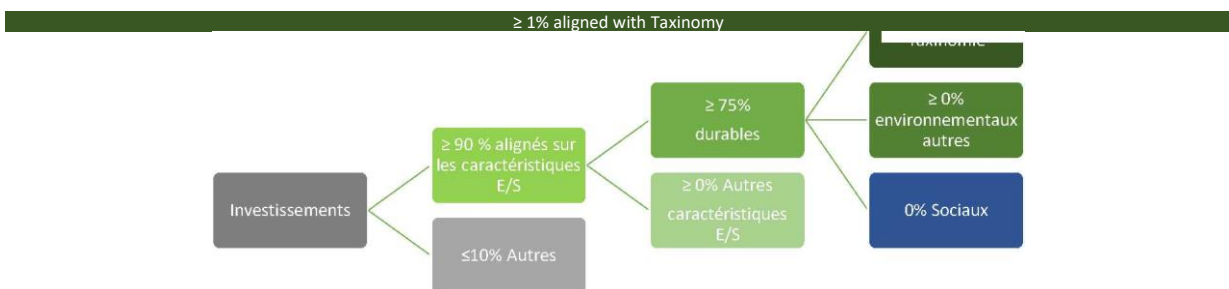 ≥ 1% aligned with Taxinomy
Taxinomie
≥ 75%
durables
≥ 0%
environnementaux
autres
≥ 90 % alignés sur
les caractéristiques
E/S
≥ 0% Autres
caractéristiques
E/S
Investissements
0% Sociaux
≤10% Autres